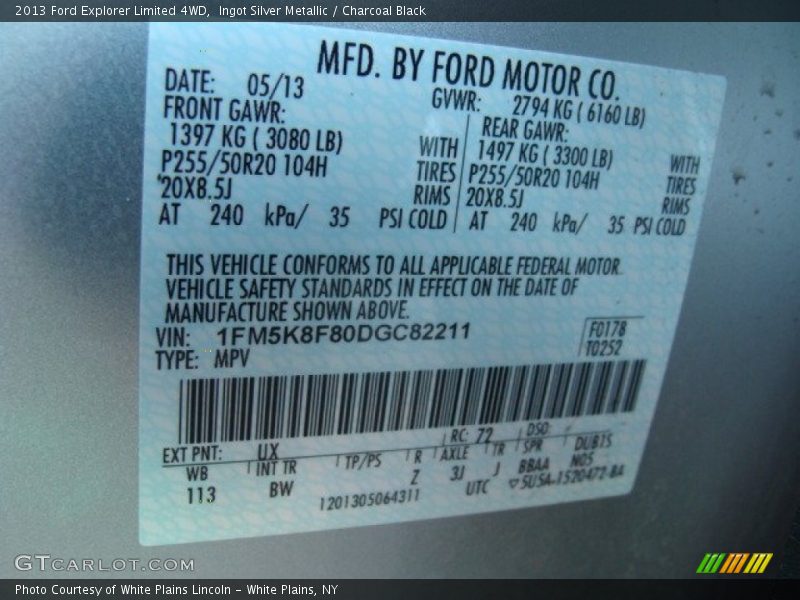 2013 Ford Explorer Limited 4WD, Ingot Silver Metallic / Charcoal Black
MFD. BY FORD MOTOR CO.
DATE: 05/13 GVWR: 2794 KG ( 6160 LB)
FRONT GAWR: REAR GAWR:
1397 KG ( 3080 LB) WITH 1497 KG ( 3300 LB) WITH
P255/50R20 104H TIRES P255/50R20 104H TIRES
20X8.5J RIMS 20X8.5J RIMS
AT 240 kPa/ 35 PSI COLD AT 240 kPa/ 35 PSI COLD
THIS VEHICLE CONFORMS TO ALL APPLICABLE FEDERAL MOTOR
VEHICLE SAFETY STANDARDS IN EFFECT ON THE DATE OF
MANUFACTURE SHOWN ABOVE.
VIN: 1FM5K8F80DGC82211 F0178
TYPE: MPV T0252
EXT PNT: UX RC: 72 DSO
WB INT TR TP/PS R AXLE TR SPR DUBIS
113 BW Z 3J J BBAA N05
1201305064311 UTC 5U5A-1520472-BA
GTCARLOT.COM
Photo Courtesy of White Plains Lincoln - White Plains, NY